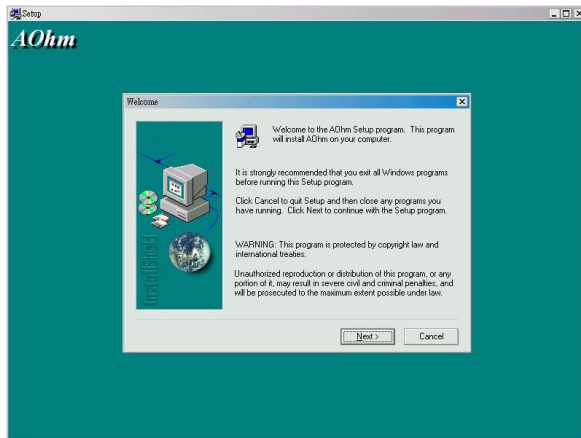 Setup
AOhm
Welcome
Welcome to the AOhm Setup program. This program
will install AOhm on your computer.
It is strongly recommended that you exit all Windows programs
before running this Setup program.
Click Cancel to quit Setup and then close any programs you
have running. Click Next to continue with the Setup program.
WARNING: This program is protected by copyright law and
international treaties.
Unauthorized reproduction or distribution of this program, or any
portion of it, may result in severe civil and criminal penalties, and
will be prosecuted to the maximum extent possible under law.
InstallShield
Next >
Cancel